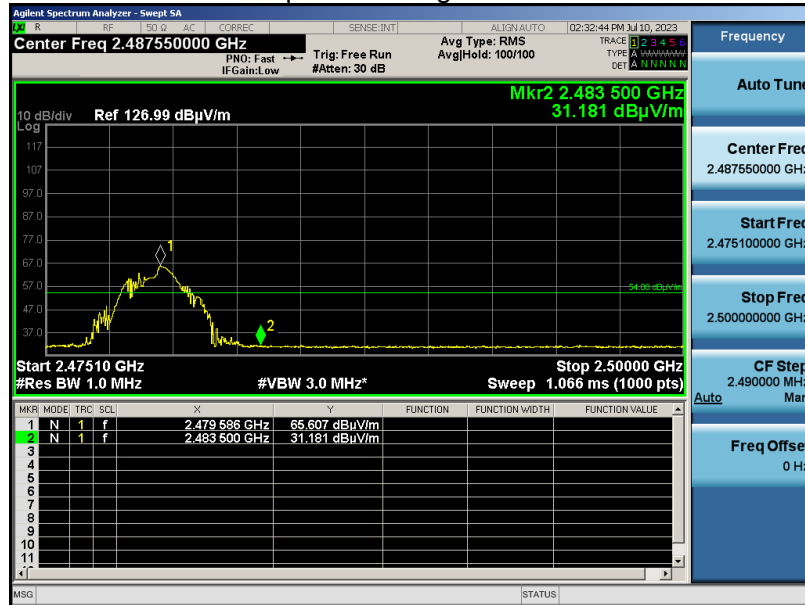 Agilent Spectrum Analyzer - Swept SA
LXI R RF 50 Ω AC CORREC SENSE:INT ALIGN AUTO 02:32:44 PM Jul 10, 2023
Center Freq 2.487550000 GHz
PNO: Fast
IFGain:Low
Trig: Free Run
#Atten: 30 dB
Avg Type: RMS
Avg|Hold: 100/100
TRACE 1 2 3 4 5 6
TYPE A WWWWW
DET A N N N N N
Frequency
Auto Tune
Center Freq
2.487550000 GHz
Start Freq
2.475100000 GHz
Stop Freq
2.500000000 GHz
CF Step
2.490000 MHz
Auto Man
Freq Offset
0 Hz
Mkr2 2.483 500 GHz
31.181 dBµV/m
10 dB/div Ref 126.99 dBµV/m
Log
117
107
97.0
87.0
77.0
67.0
57.0
47.0
37.0
1
2
54.00 dBµV/m
Start 2.47510 GHz Stop 2.50000 GHz
#Res BW 1.0 MHz #VBW 3.0 MHz* Sweep 1.066 ms (1000 pts)
MKR MODE TRC SCL X Y FUNCTION FUNCTION WIDTH FUNCTION VALUE
1 N 1 f 2.479 586 GHz 65.607 dBµV/m
2 N 1 f 2.483 500 GHz 31.181 dBµV/m
3
4
5
6
7
8
9
10
11
MSG STATUS